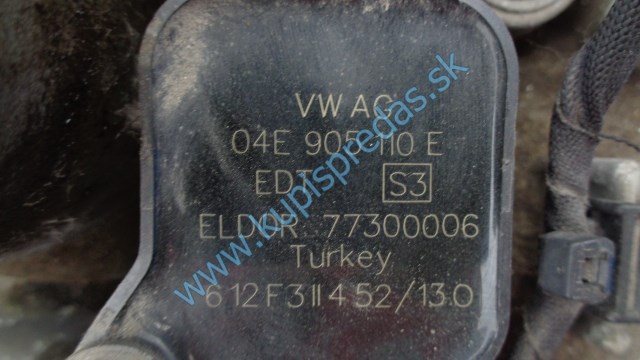 VW AG
04E 905 110 E
EDT S3
ELDOR 77300006
Turkey
6 12 F3 11 4 52/13.0
www.kupispredas.sk